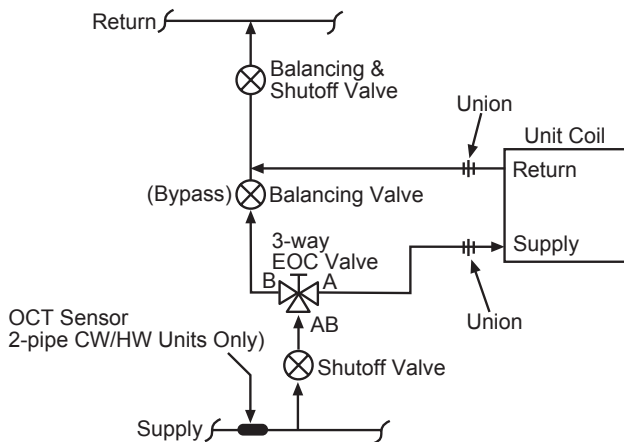 Return
Balancing &
Shutoff Valve
Union
Unit Coil
Return
(Bypass)
Balancing Valve
Supply
3-way
EOC Valve
B
A
Union
AB
OCT Sensor
2-pipe CW/HW Units Only)
Shutoff Valve
Supply